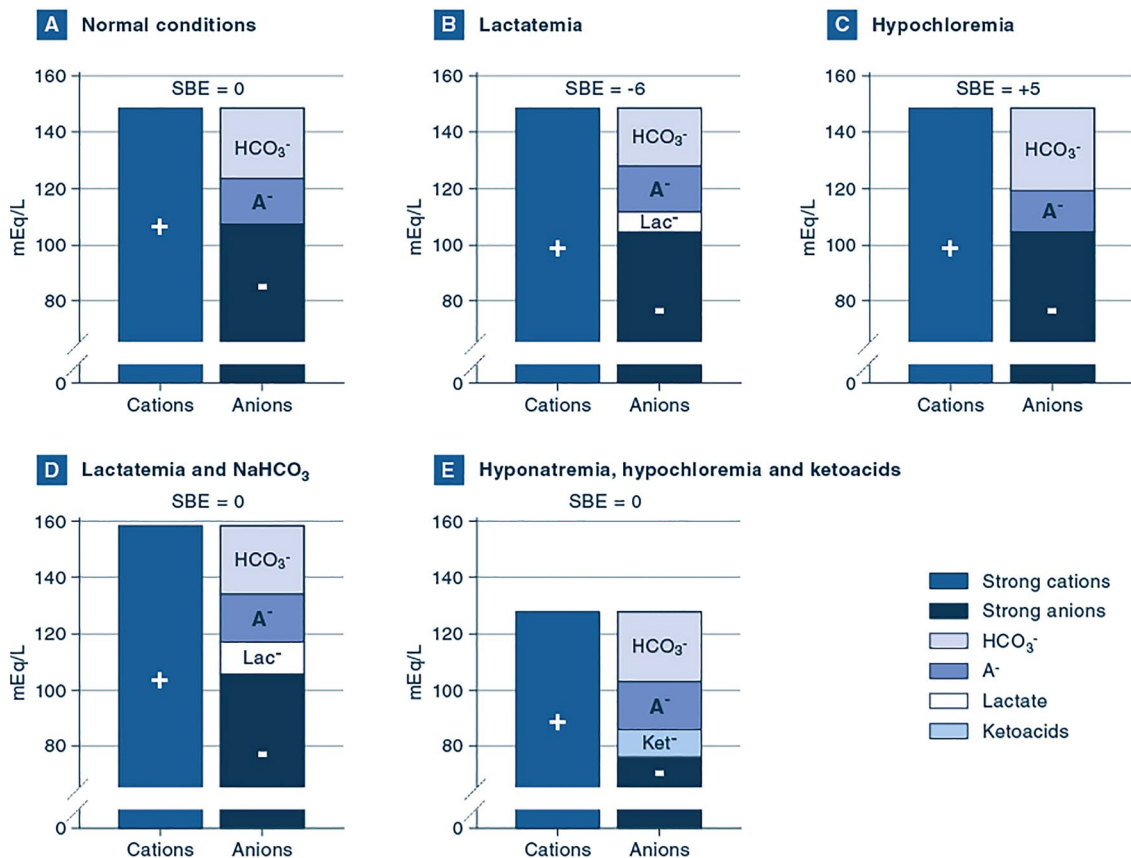 A Normal conditions
SBE = 0
160
140
120
100
80
0
mEq/L
HCO₃⁻
A⁻
+
-
Cations
Anions
B Lactatemia
SBE = -6
160
140
120
100
80
0
mEq/L
HCO₃⁻
A⁻
Lac⁻
+
-
Cations
Anions
C Hypochloremia
SBE = +5
160
140
120
100
80
0
mEq/L
HCO₃⁻
A⁻
+
-
Cations
Anions
D Lactatemia and NaHCO₃
SBE = 0
160
140
120
100
80
0
mEq/L
HCO₃⁻
A⁻
Lac⁻
+
-
Cations
Anions
E Hyponatremia, hypochloremia and ketoacids
SBE = 0
160
140
120
100
80
0
mEq/L
HCO₃⁻
A⁻
Ket⁻
+
-
Cations
Anions
Strong cations
Strong anions
HCO₃⁻
A⁻
Lactate
Ketoacids